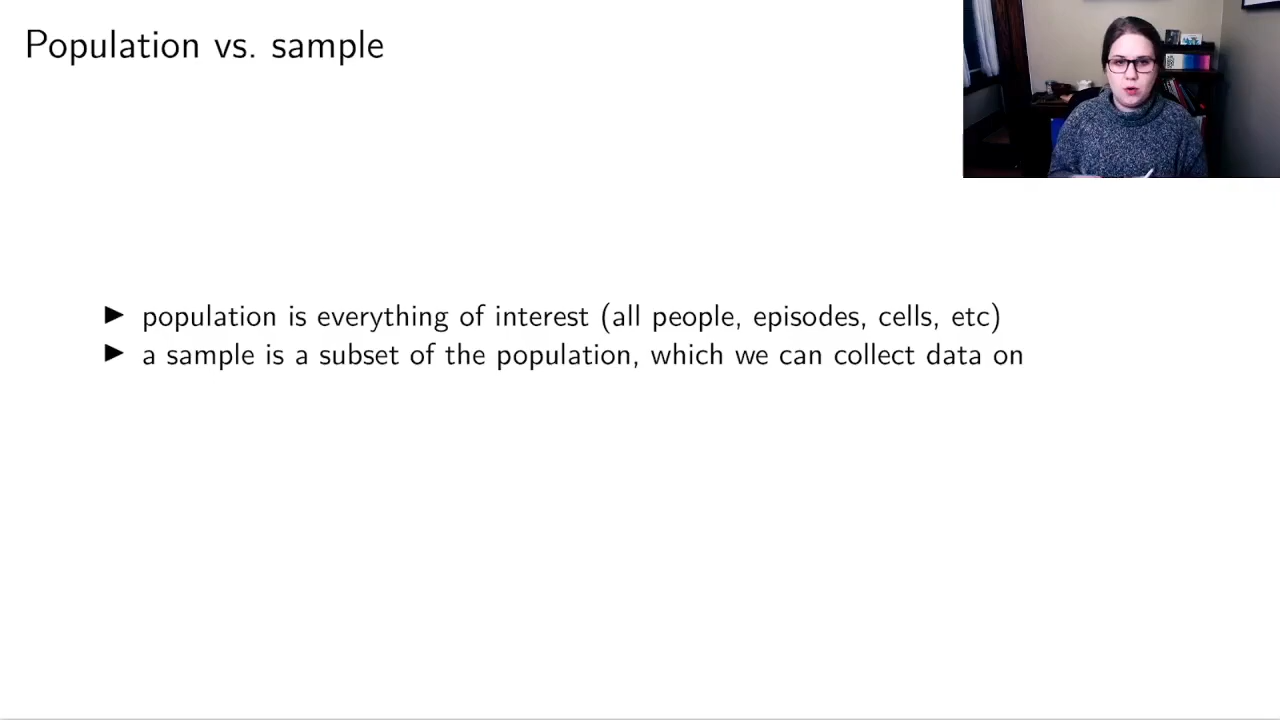 Population vs. sample
▶ population is everything of interest (all people, episodes, cells, etc)
▶ a sample is a subset of the population, which we can collect data on